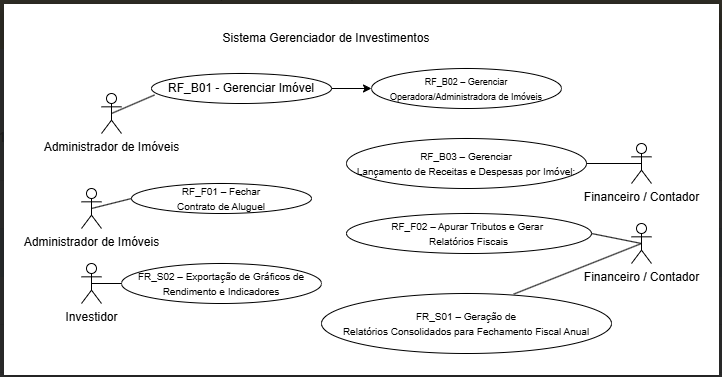 Sistema Gerenciador de Investimentos
RF_B01 - Gerenciar Imóvel
RF_B02 – Gerenciar
Operadora/Administradora de Imóveis
Administrador de Imóveis
RF_B03 – Gerenciar
Lançamento de Receitas e Despesas por Imóvel:
Financeiro / Contador
RF_F01 – Fechar
Contrato de Aluguel
Administrador de Imóveis
RF_F02 – Apurar Tributos e Gerar
Relatórios Fiscais
Financeiro / Contador
FR_S02 – Exportação de Gráficos de
Rendimento e Indicadores
Investidor
FR_S01 – Geração de
Relatórios Consolidados para Fechamento Fiscal Anual